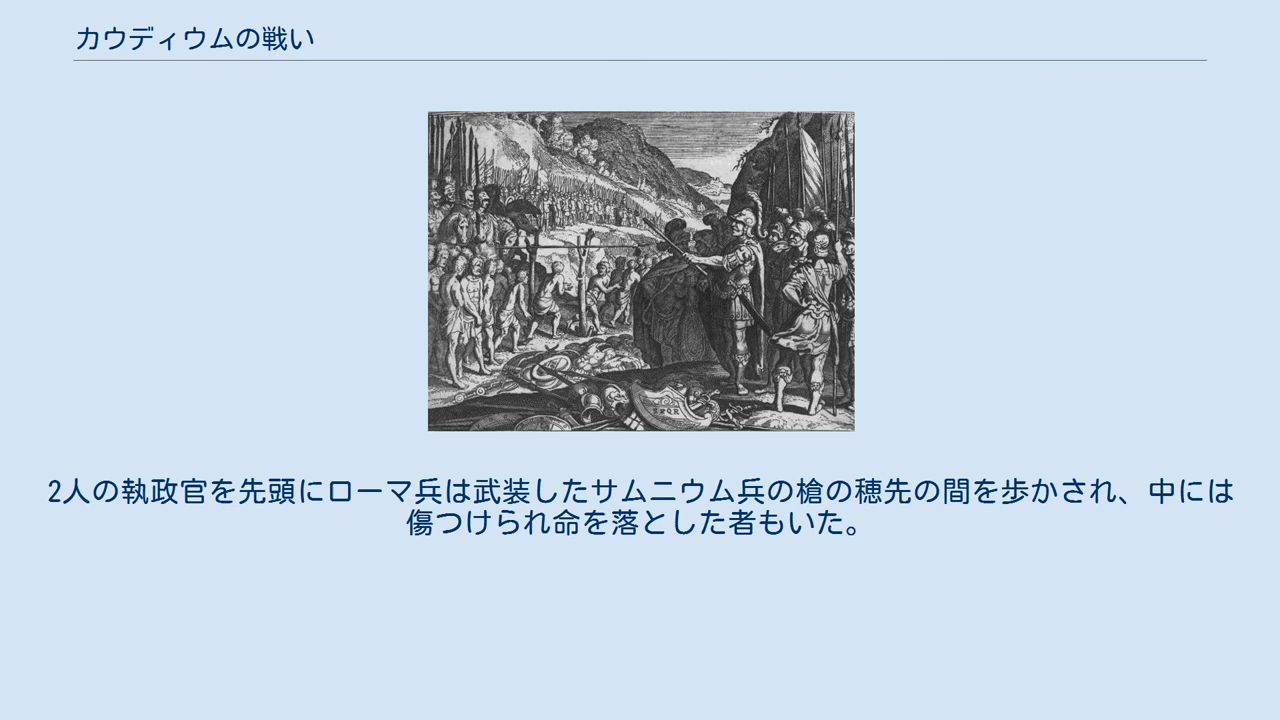 カウディウムの戦い
SPQR
2人の執政官を先頭にローマ兵は武装したサムニウム兵の槍の穂先の間を歩かされ、中には
傷つけられ命を落とした者もいた。